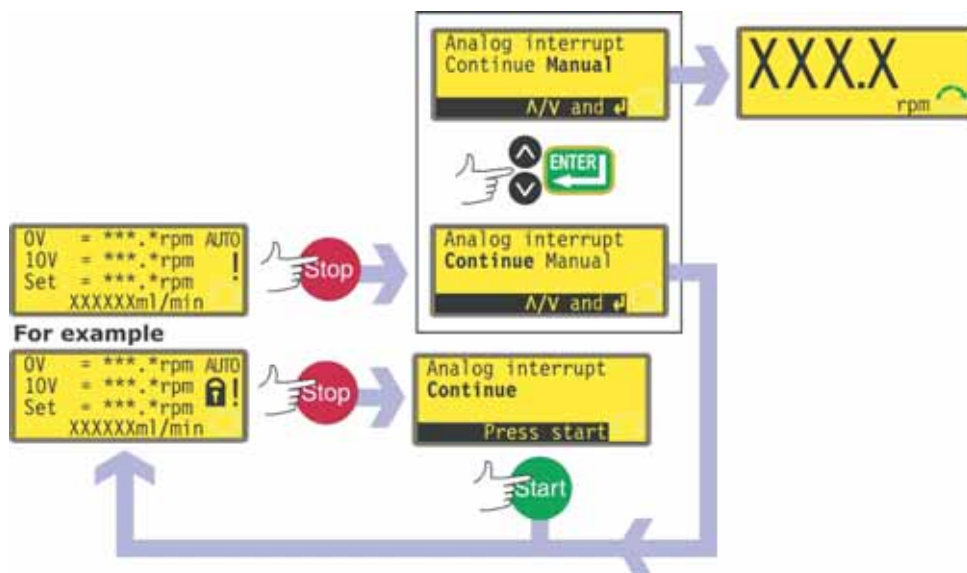 Analog interrupt
Continue Manual
Λ/V and ↲
XXX.X
rpm
ENTER
0V = ***.*rpm AUTO
10V = ***.*rpm !
Set = ***.*rpm
XXXXXXml/min
Stop
Analog interrupt
Continue Manual
Λ/V and ↲
For example
0V = ***.*rpm AUTO
10V = ***.*rpm !
Set = ***.*rpm
XXXXXXml/min
Stop
Analog interrupt
Continue
Press start
Start